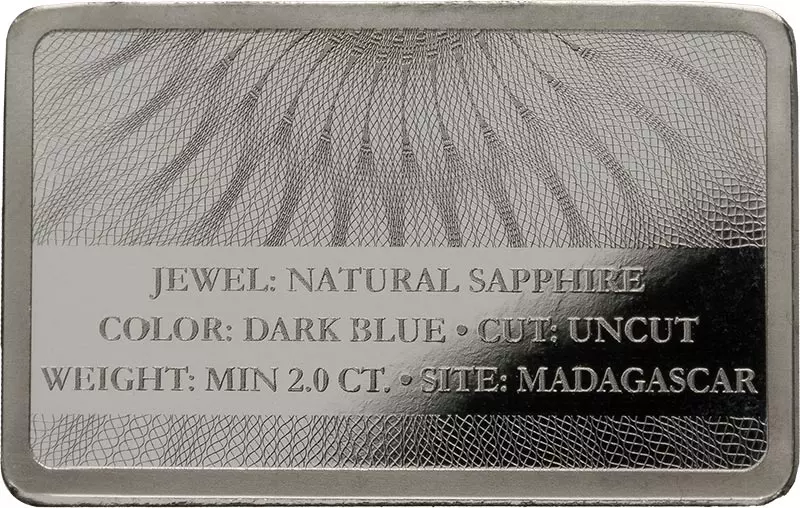 JEWEL: NATURAL SAPPHIRE
COLOR: DARK BLUE • CUT: UNCUT
WEIGHT: MIN 2.0 CT. • SITE: MADAGASCAR